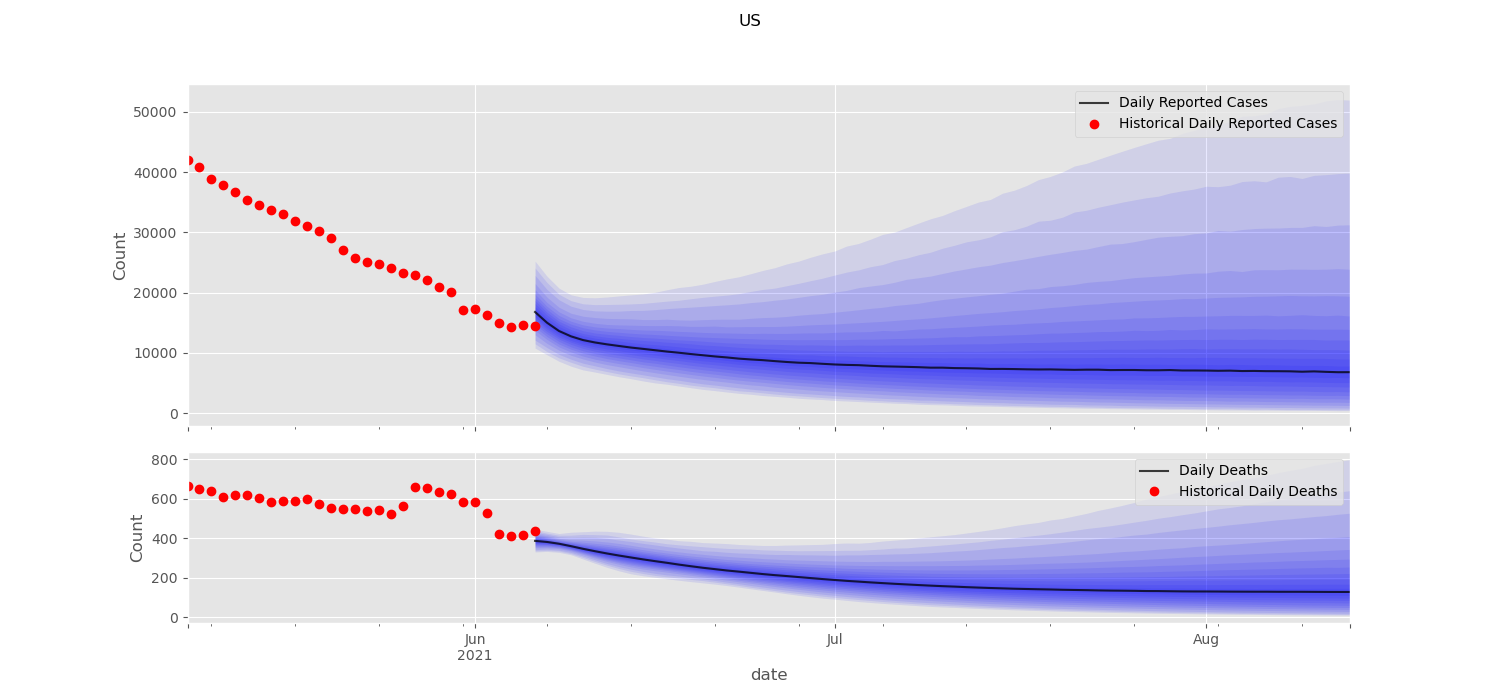 US
Count
50000
40000
30000
20000
10000
0
Daily Reported Cases
Historical Daily Reported Cases
Count
800
600
400
200
0
Daily Deaths
Historical Daily Deaths
Jun
2021
Jul
Aug
date